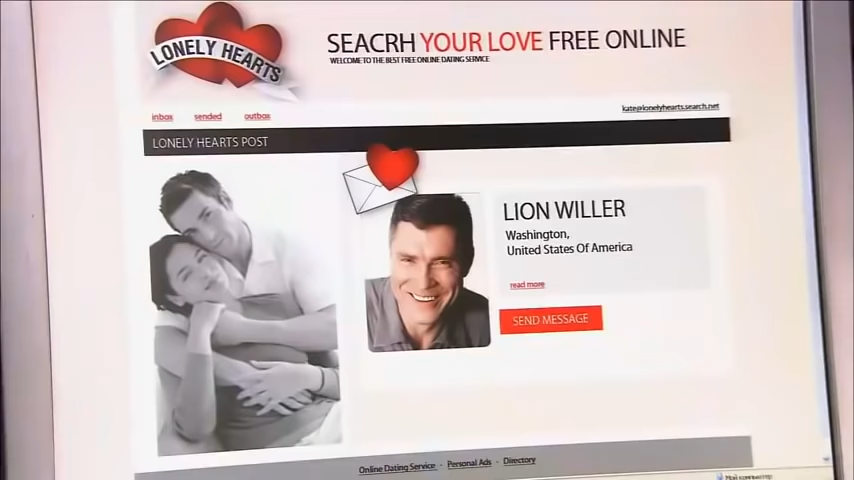 LONELY HEARTS
SEACRH YOUR LOVE FREE ONLINE
WELCOME TO THE BEST FREE ONLINE DATING SERVICE
inbox sended outbox
kate@lonelyhearts.search.net
LONELY HEARTS POST
LION WILLER
Washington,
United States Of America
read more
SEND MESSAGE
Online Dating Service - Personal Ads - Directory
Мой компьютер